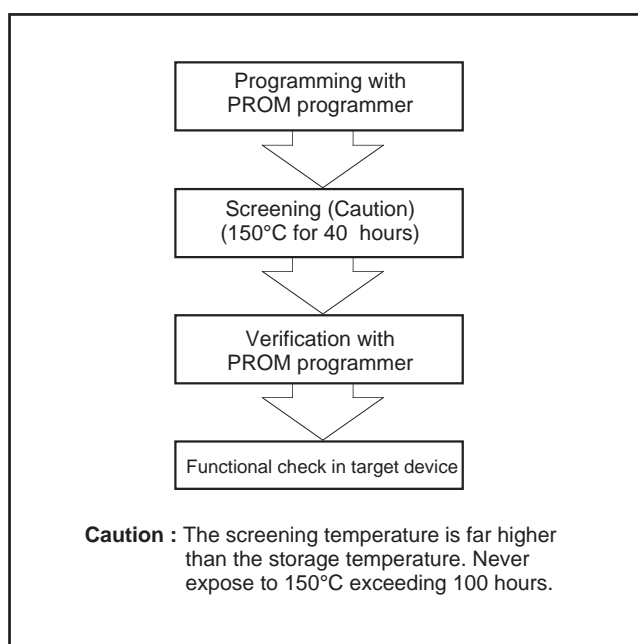 Programming with
PROM programmer
Screening (Caution)
(150°C for 40 hours)
Verification with
PROM programmer
Functional check in target device
Caution : The screening temperature is far higher
than the storage temperature. Never
expose to 150°C exceeding 100 hours.